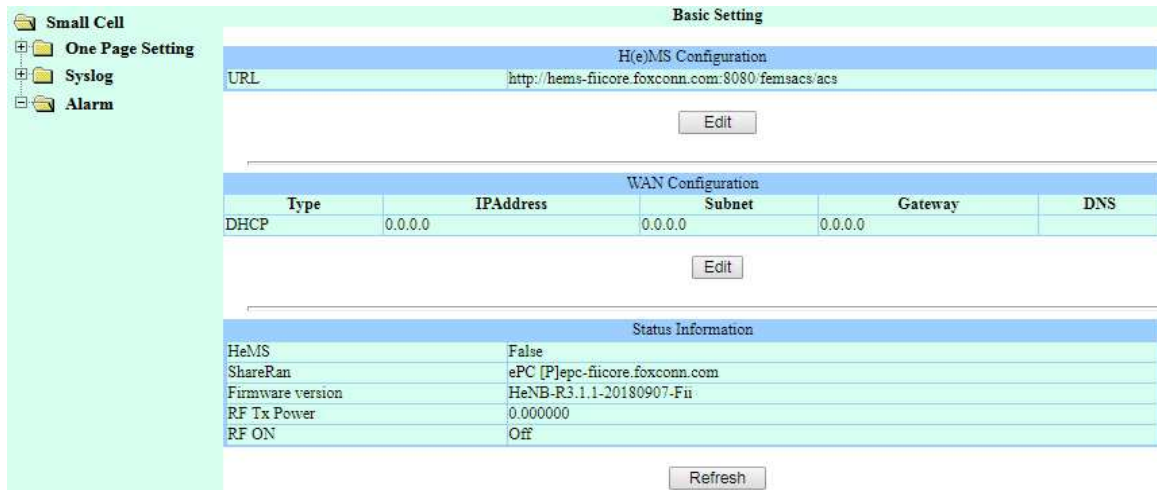 Small Cell
One Page Setting
Syslog
Alarm
Basic Setting
H(e)MS Configuration
URL http://hems-fiicore.foxconn.com:8080/femsacs/acs
Edit
WAN Configuration
Type IPAddress Subnet Gateway DNS
DHCP 0.0.0.0 0.0.0.0 0.0.0.0
Edit
Status Information
HeMS False
ShareRan ePC [P]epc-fiicore.foxconn.com
Firmware version HeNB-R3.1.1-20180907-Fii
RF Tx Power 0.000000
RF ON Off
Refresh